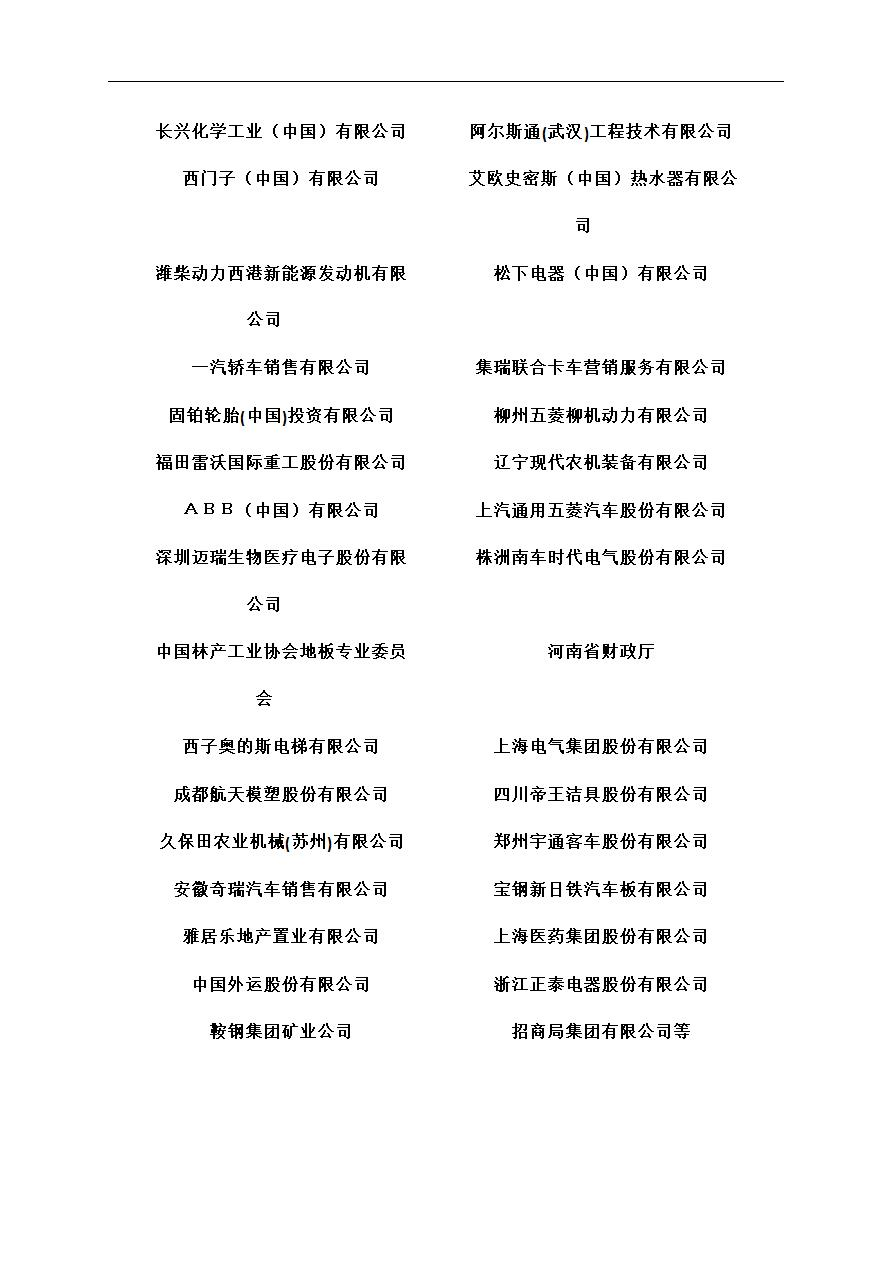 长兴化学工业（中国）有限公司 阿尔斯通(武汉)工程技术有限公司
西门子（中国）有限公司 艾欧史密斯（中国）热水器有限公
司
潍柴动力西港新能源发动机有限 松下电器（中国）有限公司
公司
一汽轿车销售有限公司 集瑞联合卡车营销服务有限公司
固铂轮胎(中国)投资有限公司 柳州五菱柳机动力有限公司
福田雷沃国际重工股份有限公司 辽宁现代农机装备有限公司
ＡＢＢ（中国）有限公司 上汽通用五菱汽车股份有限公司
深圳迈瑞生物医疗电子股份有限 株洲南车时代电气股份有限公司
公司
中国林产工业协会地板专业委员 河南省财政厅
会
西子奥的斯电梯有限公司 上海电气集团股份有限公司
成都航天模塑股份有限公司 四川帝王洁具股份有限公司
久保田农业机械(苏州)有限公司 郑州宇通客车股份有限公司
安徽奇瑞汽车销售有限公司 宝钢新日铁汽车板有限公司
雅居乐地产置业有限公司 上海医药集团股份有限公司
中国外运股份有限公司 浙江正泰电器股份有限公司
鞍钢集团矿业公司 招商局集团有限公司等